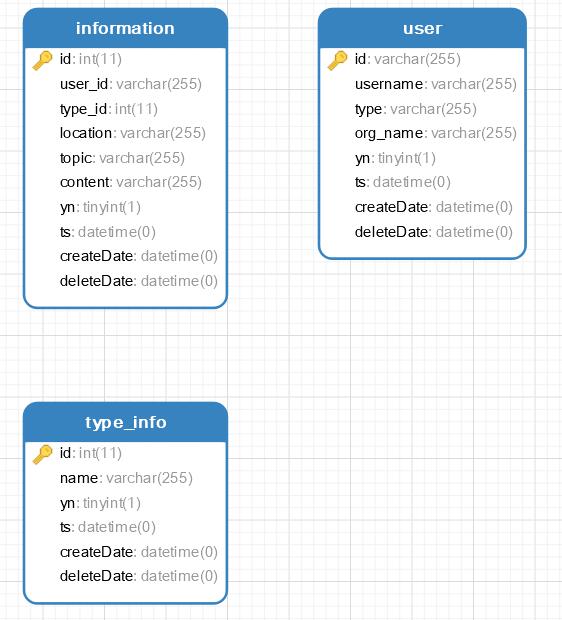 information
id: int(11)
user_id: varchar(255)
type_id: int(11)
location: varchar(255)
topic: varchar(255)
content: varchar(255)
yn: tinyint(1)
ts: datetime(0)
createDate: datetime(0)
deleteDate: datetime(0)
user
id: varchar(255)
username: varchar(255)
type: varchar(255)
org_name: varchar(255)
yn: tinyint(1)
ts: datetime(0)
createDate: datetime(0)
deleteDate: datetime(0)
type_info
id: int(11)
name: varchar(255)
yn: tinyint(1)
ts: datetime(0)
createDate: datetime(0)
deleteDate: datetime(0)